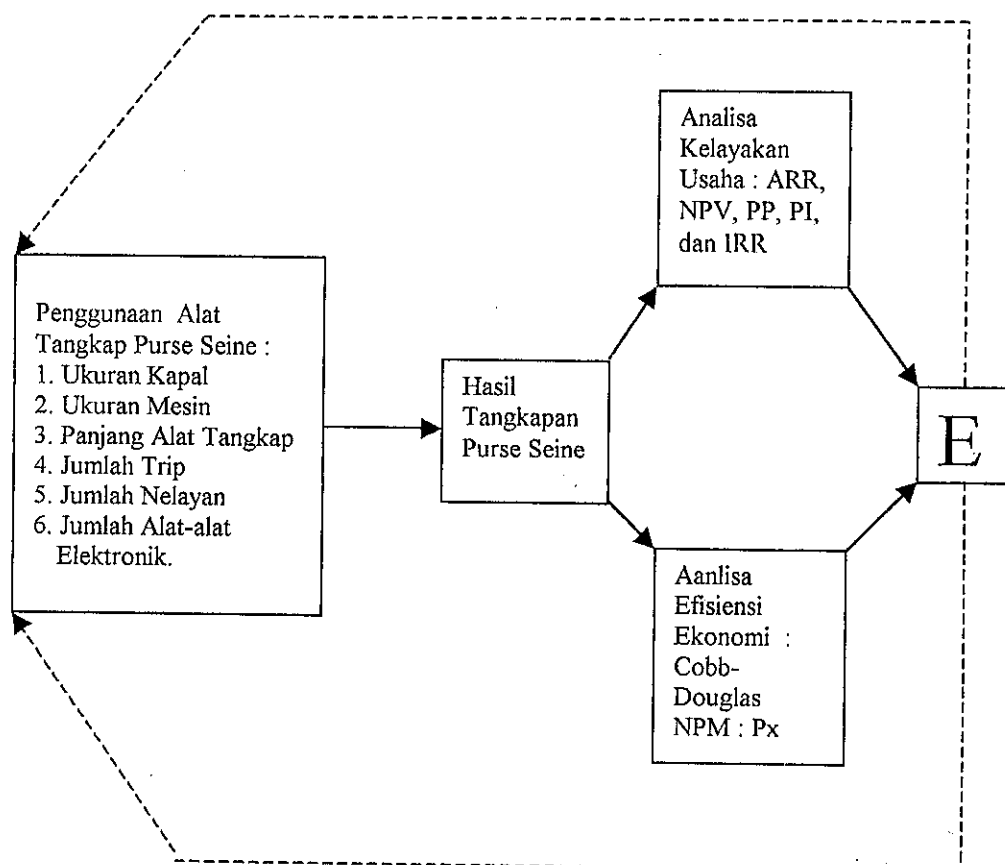 Penggunaan Alat
Tangkap Purse Seine :
1. Ukuran Kapal
2. Ukuran Mesin
3. Panjang Alat Tangkap
4. Jumlah Trip
5. Jumlah Nelayan
6. Jumlah Alat-alat
Elektronik.
Hasil
Tangkapan
Purse Seine
Analisa
Kelayakan
Usaha : ARR,
NPV, PP, PI,
dan IRR
Aanlisa
Efisiensi
Ekonomi :
Cobb-
Douglas
NPM : Px
E